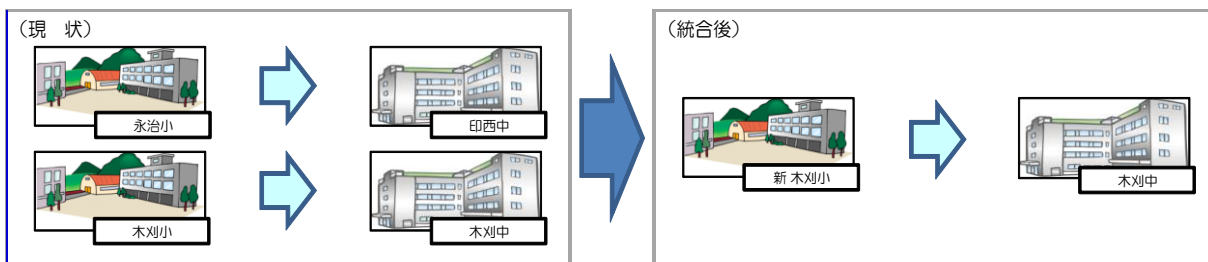 （現　状）
永治小
印西中
木刈小
木刈中
（統合後）
新 木刈小
木刈中